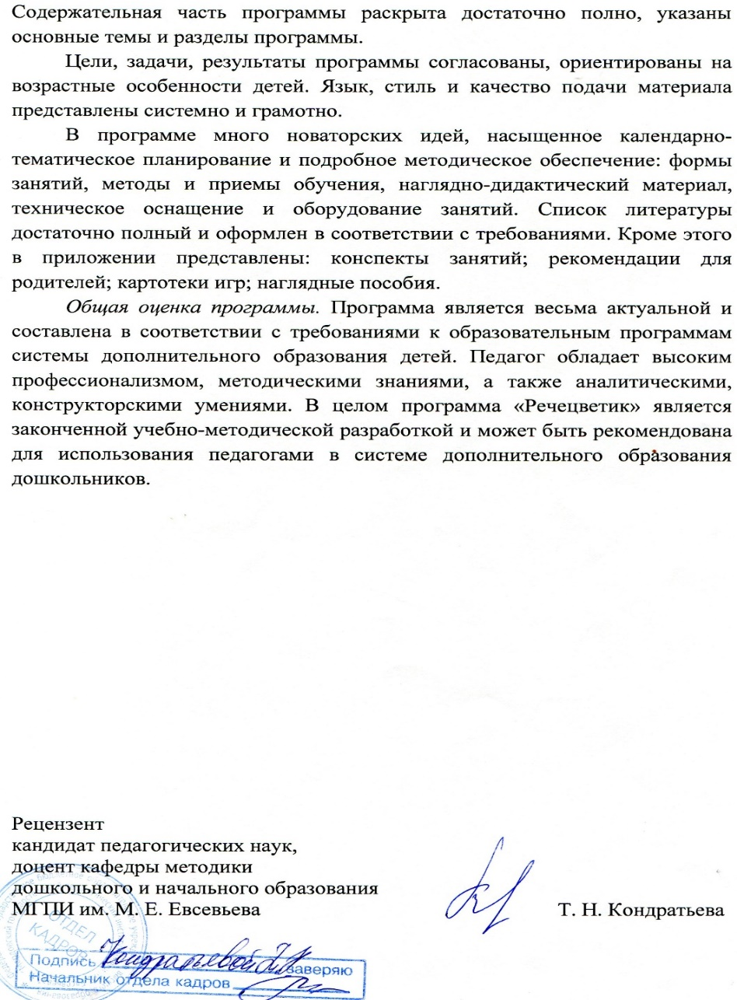 Содержательная часть программы раскрыта достаточно полно, указаны
основные темы и разделы программы.
Цели, задачи, результаты программы согласованы, ориентированы на
возрастные особенности детей. Язык, стиль и качество подачи материала
представлены системно и грамотно.
В программе много новаторских идей, насыщенное календарно-
тематическое планирование и подробное методическое обеспечение: формы
занятий, методы и приемы обучения, наглядно-дидактический материал,
техническое оснащение и оборудование занятий. Список литературы
достаточно полный и оформлен в соответствии с требованиями. Кроме этого
в приложении представлены: конспекты занятий; рекомендации для
родителей; картотеки игр; наглядные пособия.
Общая оценка программы. Программа является весьма актуальной и
составлена в соответствии с требованиями к образовательным программам
системы дополнительного образования детей. Педагог обладает высоким
профессионализмом, методическими знаниями, а также аналитическими,
конструкторскими умениями. В целом программа «Речецветик» является
законченной учебно-методической разработкой и может быть рекомендована
для использования педагогами в системе дополнительного образования
дошкольников.
Рецензент
кандидат педагогических наук,
доцент кафедры методики
дошкольного и начального образования
МГПИ им. М. Е. Евсевьева
Т. Н. Кондратьева
ОТДЕЛ
КАДРОВ
Подпись Кондратьевой Т.Н. заверяю
Начальник отдела кадров